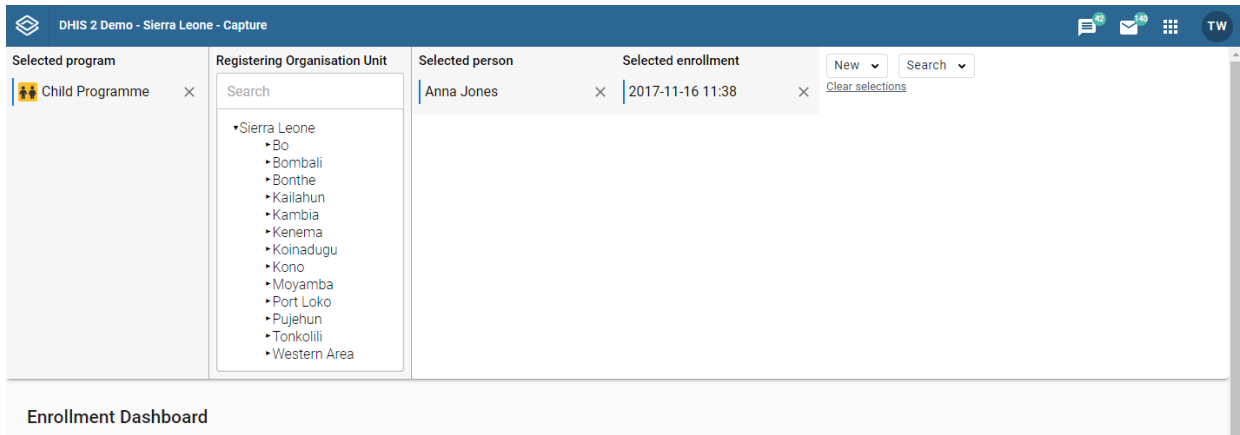 DHIS 2 Demo - Sierra Leone - Capture
42
140
TW
Selected program
Child Programme
Registering Organisation Unit
Search
Sierra Leone
Bo
Bombali
Bonthe
Kailahun
Kambia
Kenema
Koinadugu
Kono
Moyamba
Port Loko
Pujehun
Tonkolili
Western Area
Selected person
Anna Jones
Selected enrollment
2017-11-16 11:38
New
Search
Clear selections
Enrollment Dashboard